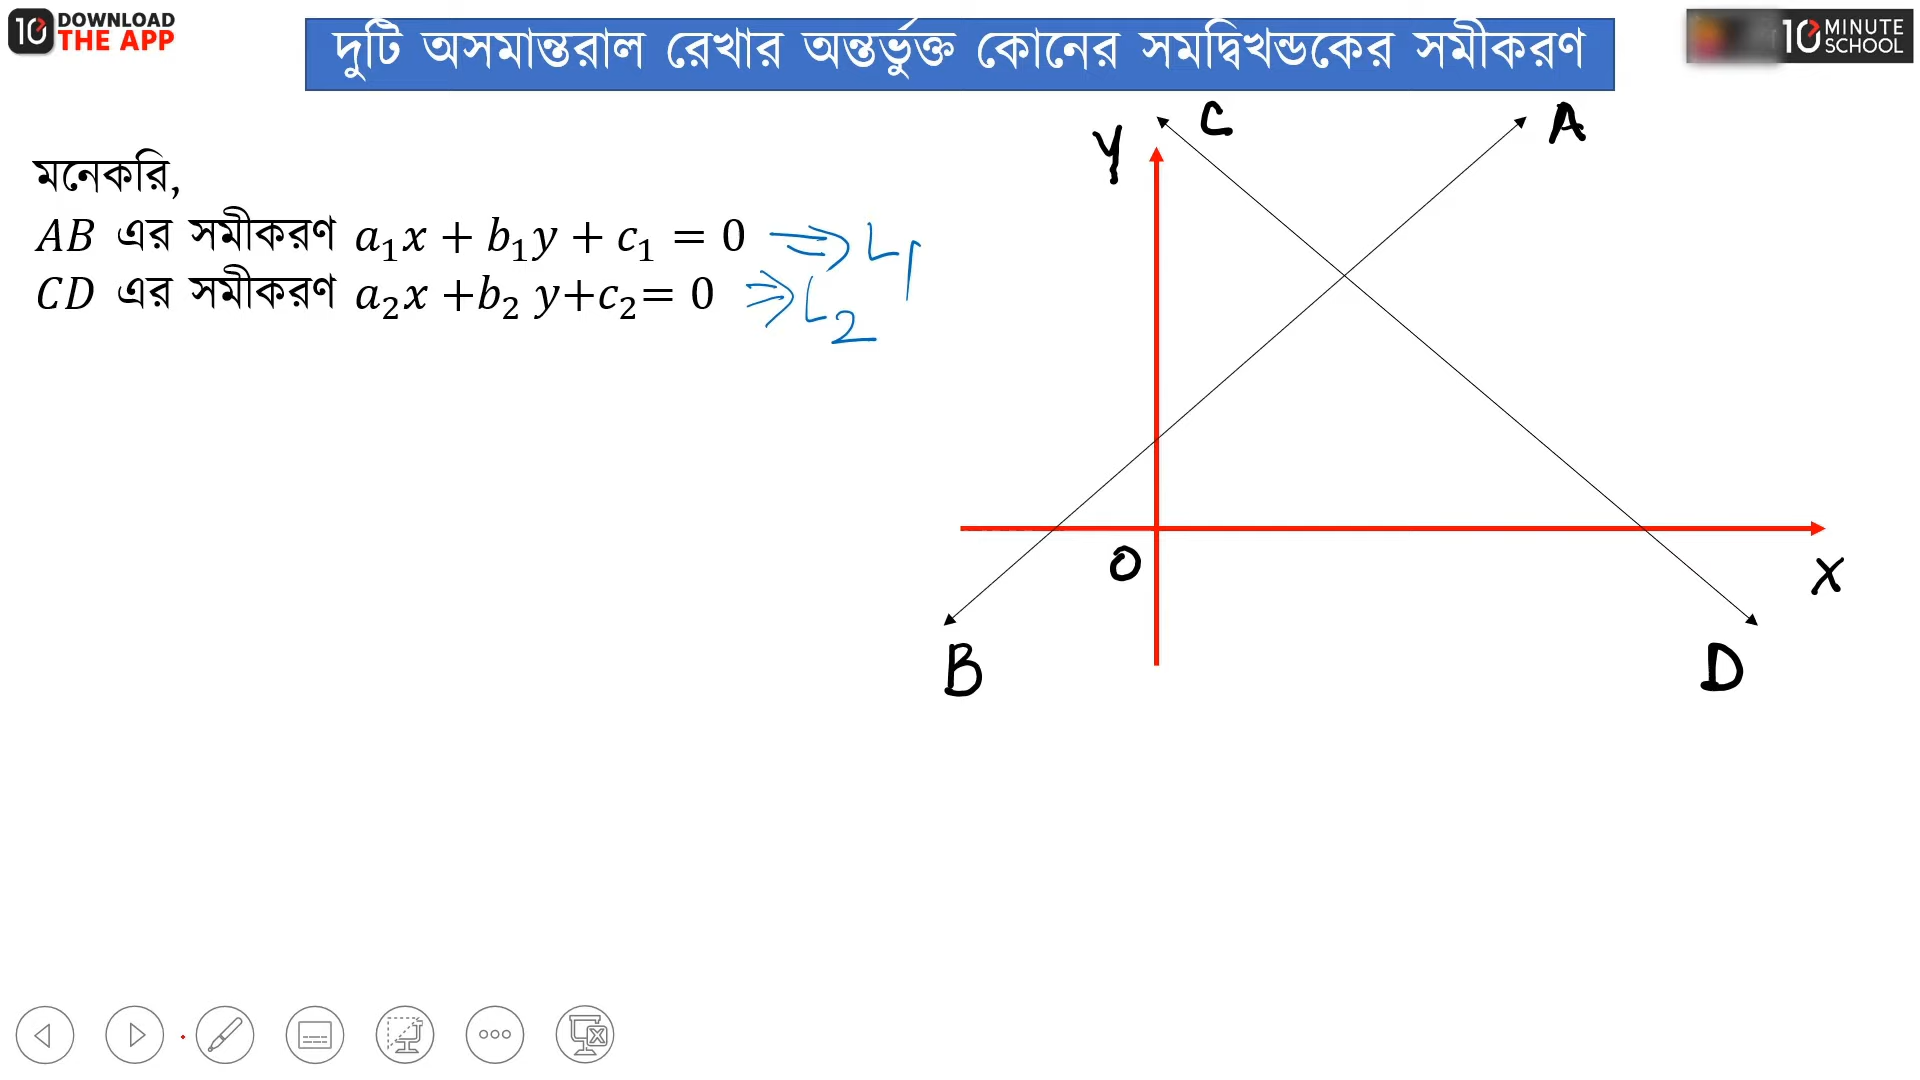 10 DOWNLOAD THE APP
দুটি অসমান্তরাল রেখার অন্তর্ভুক্ত কোনের সমদ্বিখন্ডকের সমীকরণ
10 MINUTE SCHOOL
মনেকরি,
AB এর সমীকরণ a₁x + b₁y + c₁ = 0 ⇒ L₁
CD এর সমীকরণ a₂x +b₂ y+c₂= 0 ⇒ L₂
Y
C
A
O
X
B
D